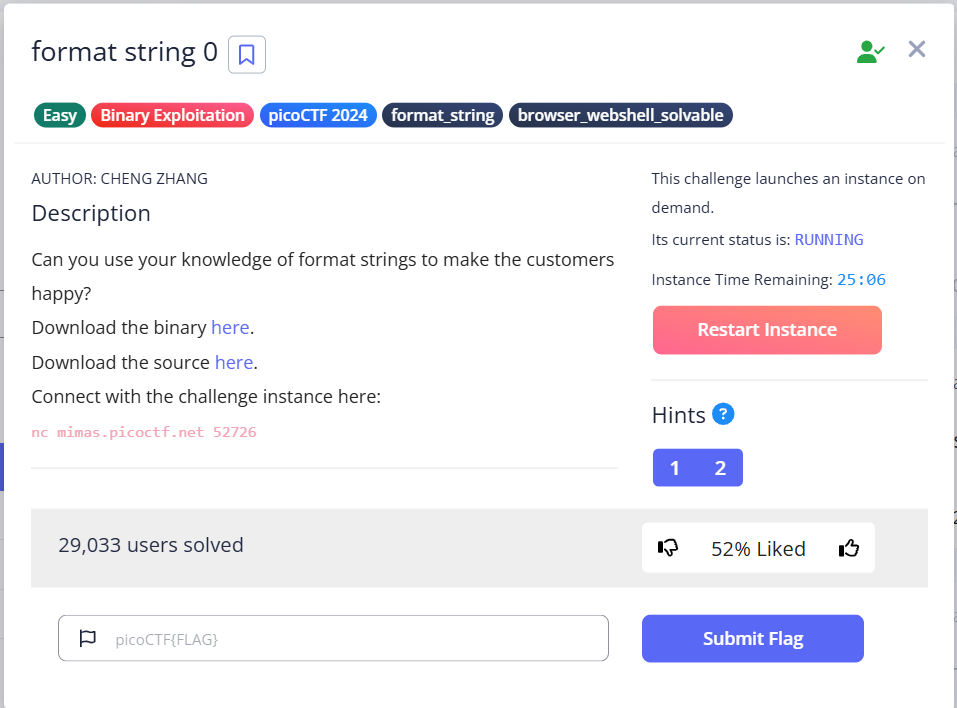 format string 0
Easy Binary Exploitation picoCTF 2024 format_string browser_webshell_solvable
AUTHOR: CHENG ZHANG
Description
Can you use your knowledge of format strings to make the customers
happy?
Download the binary here.
Download the source here.
Connect with the challenge instance here:
nc mimas.picoctf.net 52726
This challenge launches an instance on
demand.
Its current status is: RUNNING
Instance Time Remaining: 25:06
Restart Instance
Hints ?
1 2
29,033 users solved
52% Liked
picoCTF{FLAG}
Submit Flag